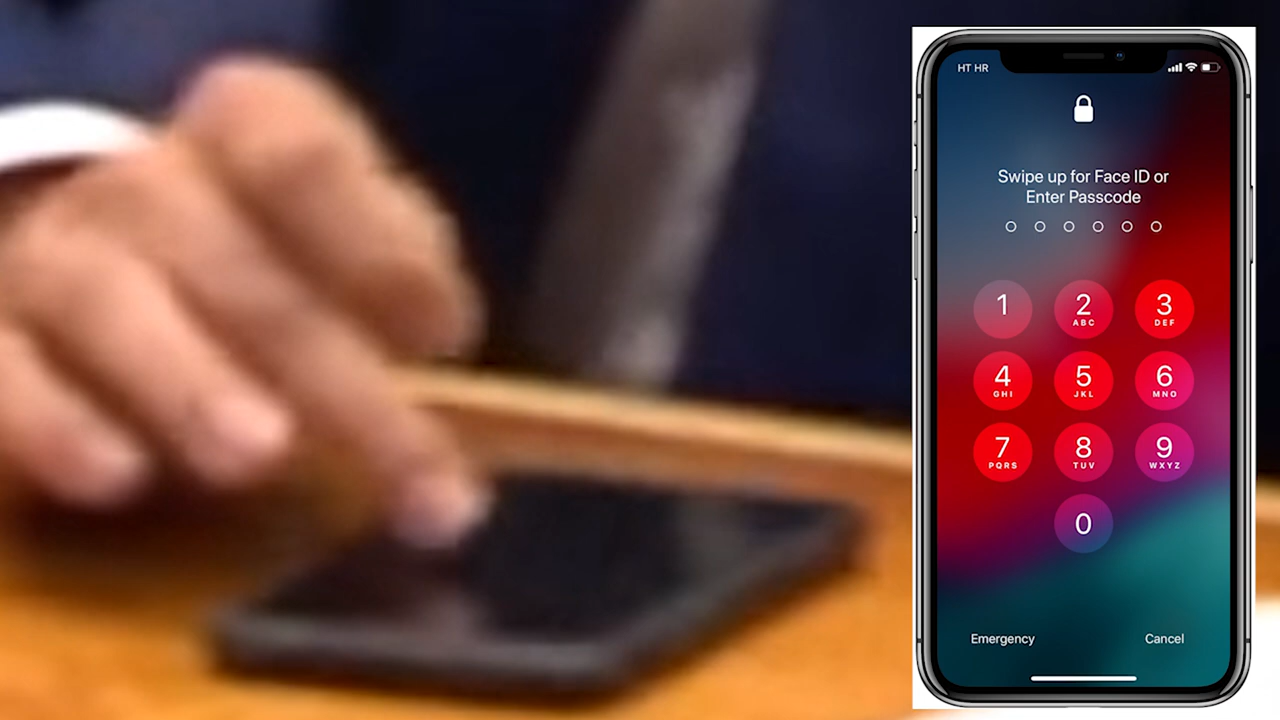 HT HR
Swipe up for Face ID or
Enter Passcode
1
2
ABC
3
DEF
4
GHI
5
JKL
6
MNO
7
PQRS
8
TUV
9
WXYZ
0
Emergency
Cancel